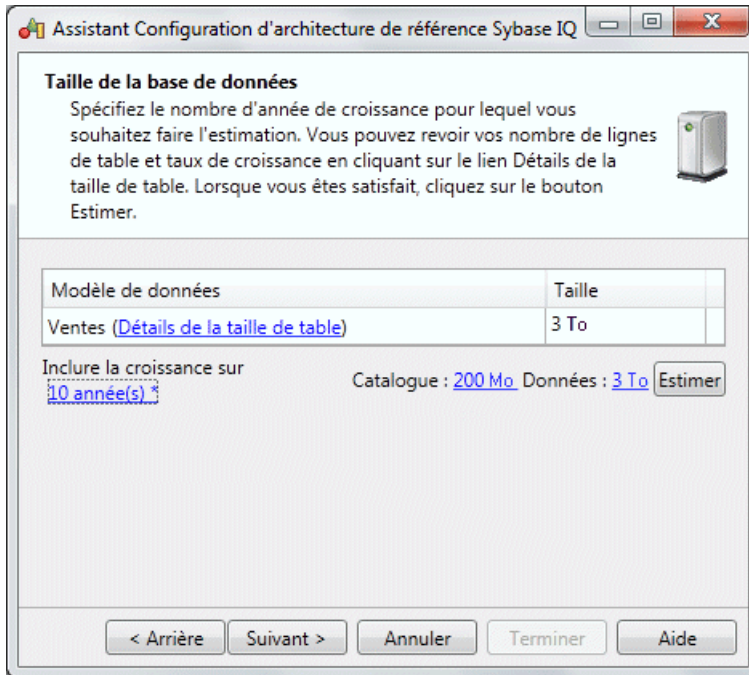 Assistant Configuration d'architecture de référence Sybase IQ
Taille de la base de données
Spécifiez le nombre d'année de croissance pour lequel vous
souhaitez faire l'estimation. Vous pouvez revoir vos nombre de lignes
de table et taux de croissance en cliquant sur le lien Détails de la
taille de table. Lorsque vous êtes satisfait, cliquez sur le bouton
Estimer.
Modèle de données Taille
Ventes (Détails de la taille de table) 3 To
Inclure la croissance sur
10 année(s) * Catalogue : 200 Mo Données : 3 To Estimer
< Arrière Suivant > Annuler Terminer Aide